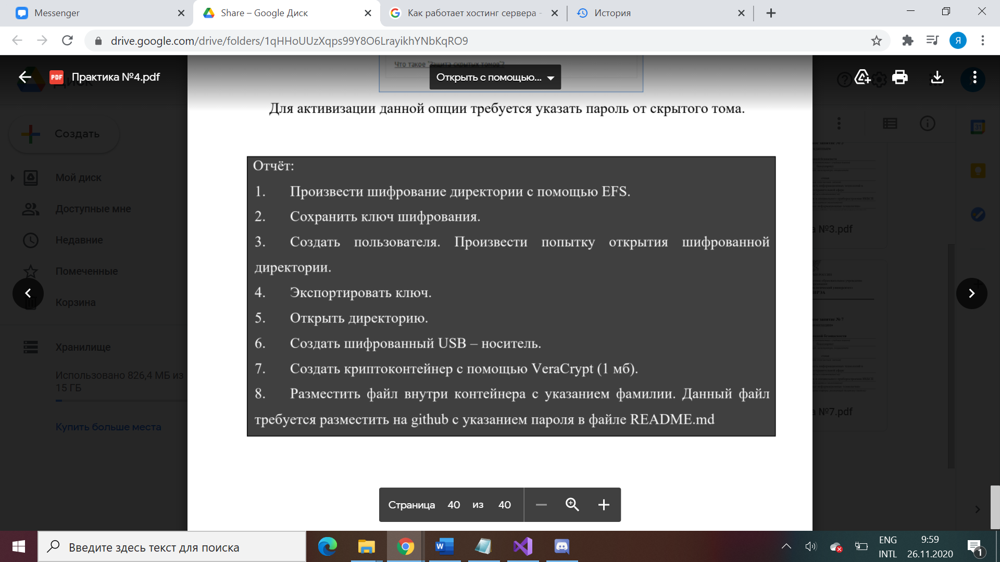 Messenger
Share – Google Диск
Как работает хостинг сервера -
История
drive.google.com/drive/folders/1qHHoUUzXqps99Y8O6LrayikhYNbKqRO9
Я
Что такое "Защита скрытых томов"?
PDF
Практика №4.pdf
Открыть с помощью...
Для активизации данной опции требуется указать пароль от скрытого тома.
Создать
31
Мой диск
Доступные мне
Недавние
Помеченные
Корзина
Хранилище
Использовано 826,4 МБ из
15 ГБ
Купить больше места
Отчёт:
1. Произвести шифрование директории с помощью EFS.
2. Сохранить ключ шифрования.
3. Создать пользователя. Произвести попытку открытия шифрованной
директории.
4. Экспортировать ключ.
5. Открыть директорию.
6. Создать шифрованный USB – носитель.
7. Создать криптоконтейнер с помощью VeraCrypt (1 мб).
8. Разместить файл внутри контейнера с указанием фамилии. Данный файл
требуется разместить на github с указанием пароля в файле README.md
а №3.pdf
а №7.pdf
Страница 40 из 40
Введите здесь текст для поиска
ENG
INTL
9:59
26.11.2020
1